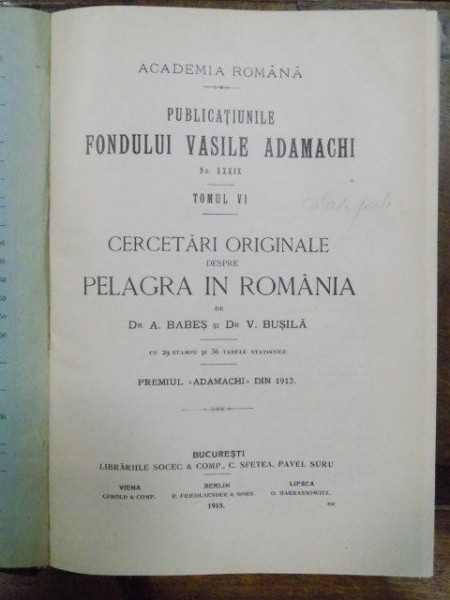 ACADEMIA ROMÂNĂ
PUBLICAȚIUNILE
FONDULUI VASILE ADAMACHI
No. XXXIX
TOMUL VI
CERCETĂRI ORIGINALE
DESPRE
PELAGRA IN ROMÂNIA
DE
DR. A. BABEȘ ȘI DR V. BUȘILĂ
CU 29 STAMPE ȘI 36 TABELE STATISTICE
PREMIUL «ADAMACHI» DIN 1912.
BUCUREȘTI
LIBRĂRIILE SOCEC & COMP., C. SFETEA, PAVEL SURU
VIENA BERLIN LIPSCA
GEROLD & COMP. R. FRIEDLAENDER & SOHN. O. HARRASSOWITZ.